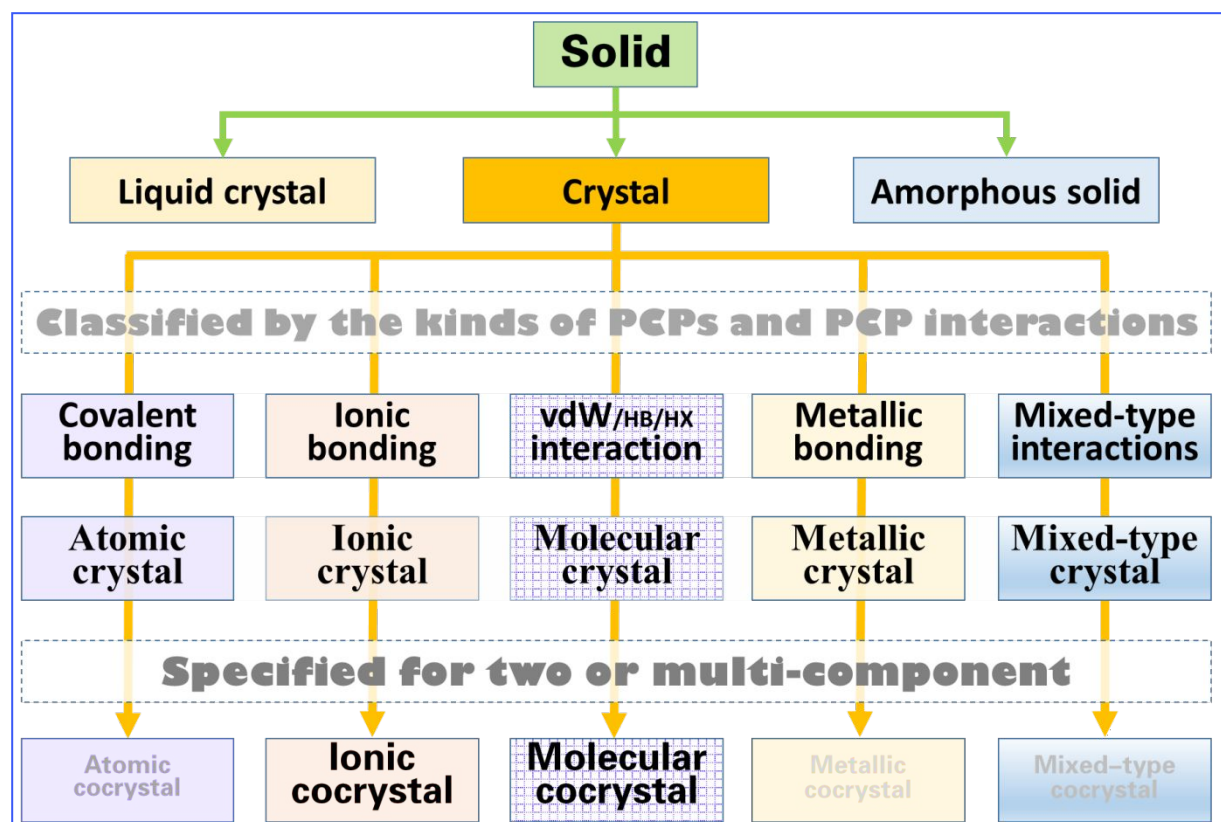 Solid
Liquid crystal
Crystal
Amorphous solid
Classified by the kinds of PCPs and PCP interactions
Covalent
bonding
Ionic
bonding
vdW/HB/HX
interaction
Metallic
bonding
Mixed-type
interactions
Atomic
crystal
Ionic
crystal
Molecular
crystal
Metallic
crystal
Mixed-type
crystal
Specified for two or multi-component
Atomic
cocrystal
Ionic
cocrystal
Molecular
cocrystal
Metallic
cocrystal
Mixed–type
cocrystal